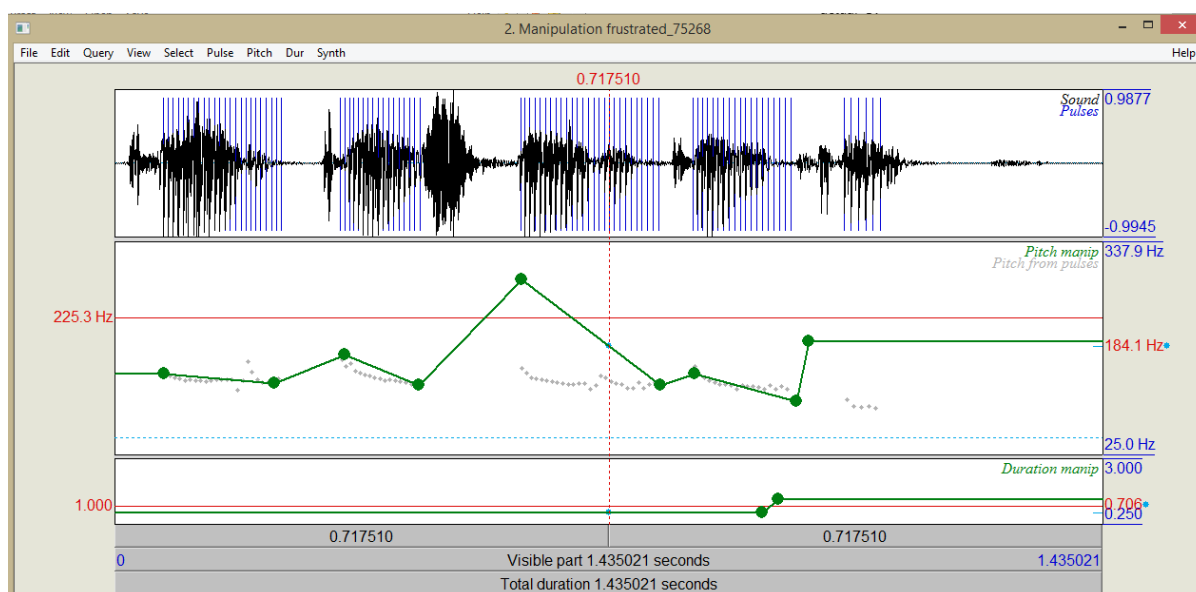 2. Manipulation frustrated_75268
File Edit Query View Select Pulse Pitch Dur Synth Help
0.717510
Sound 0.9877
Pulses
-0.9945
Pitch manip 337.9 Hz
Pitch from pulses
225.3 Hz
184.1 Hz
25.0 Hz
Duration manip 3.000
1.000 0.706
0.250
0.717510 0.717510
0 Visible part 1.435021 seconds 1.435021
Total duration 1.435021 seconds